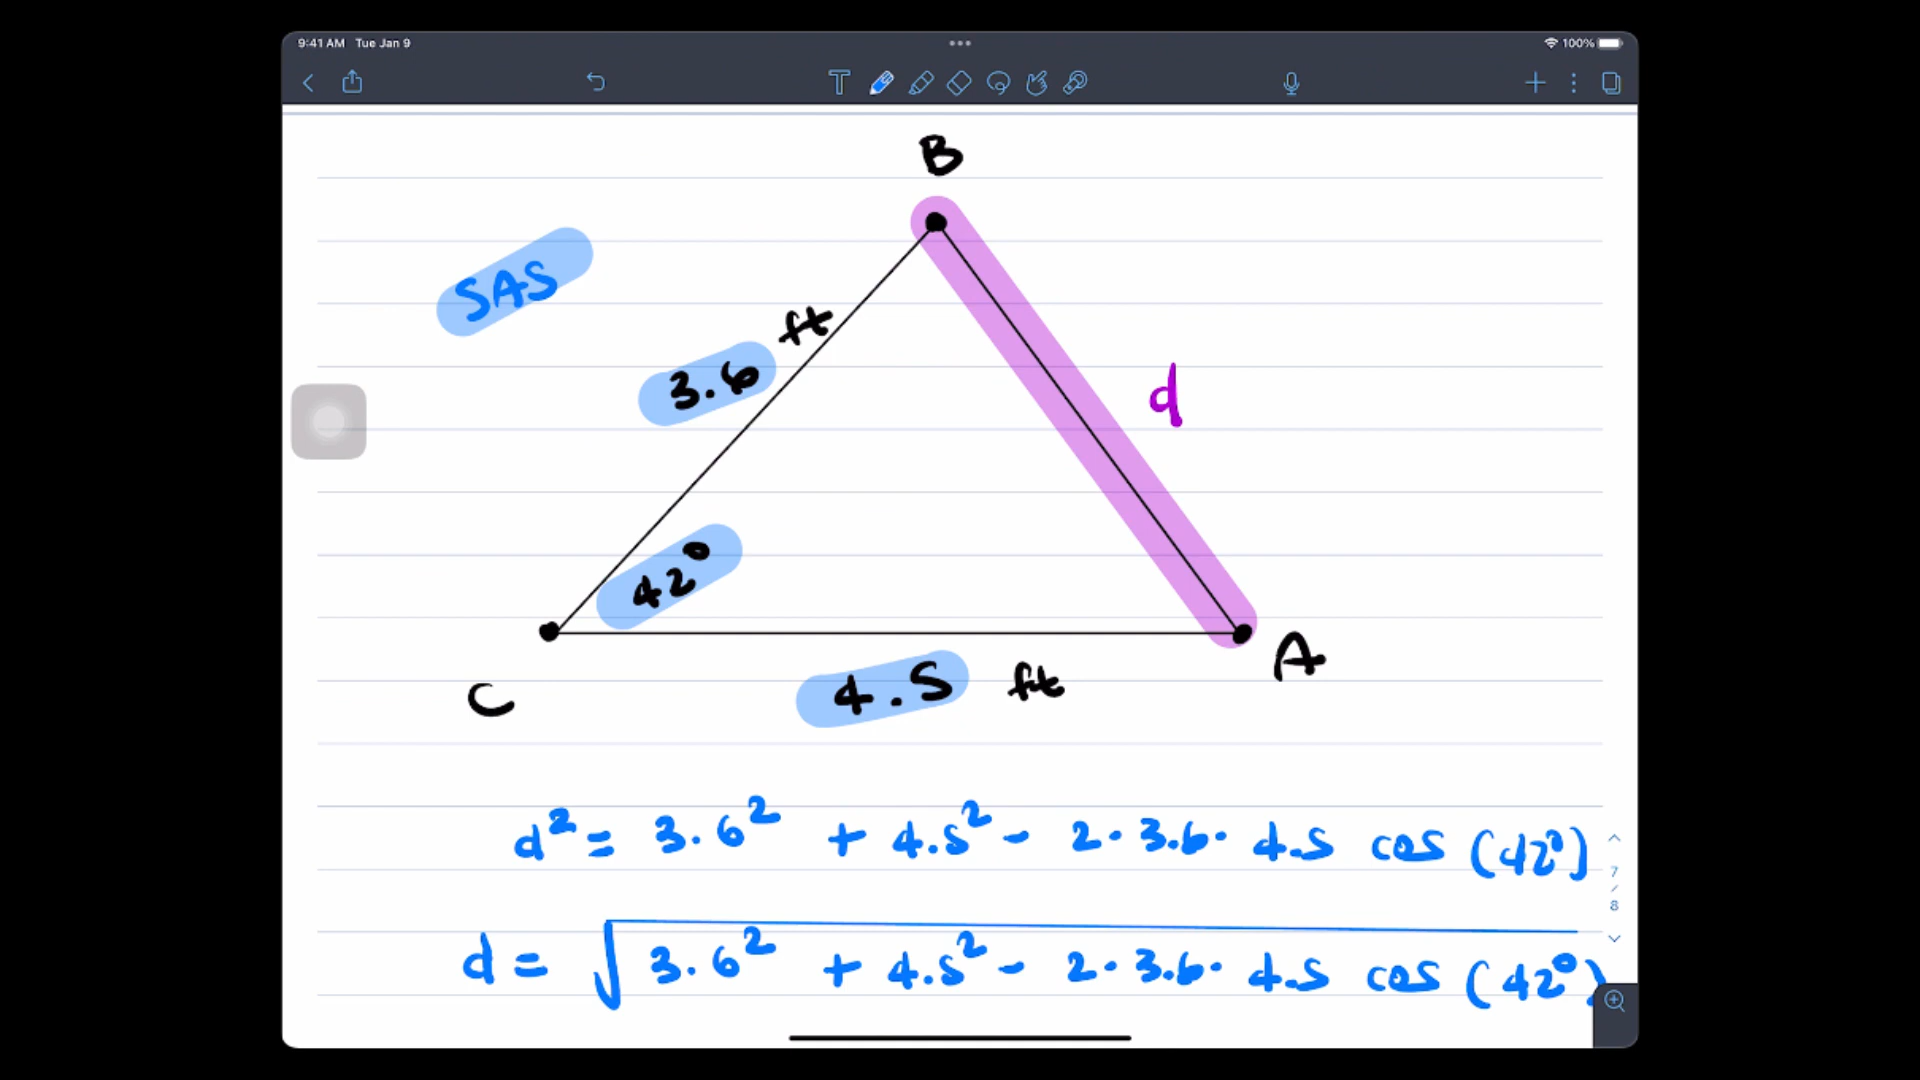 9:41 AM Tue Jan 9
100%
T
B
SAS
3.6 ft
d
42°
C
4.5 ft
A
d² = 3.6² + 4.5² - 2·3.6·4.5 cos (42°)
7
/
8
d = √3.6² + 4.5² - 2·3.6·4.5 cos (42°)